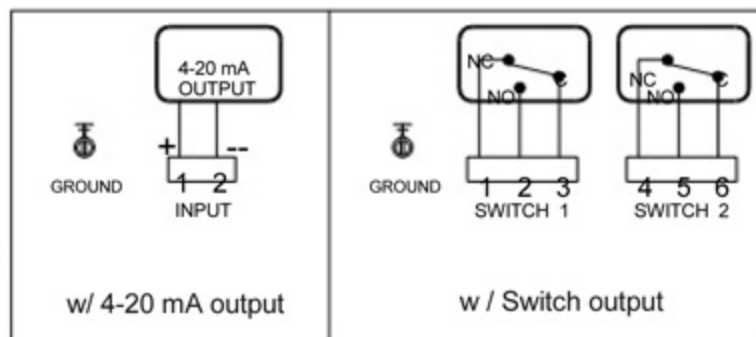 4-20 mA
OUTPUT
+ --
1 2
GROUND
INPUT
w/ 4-20 mA output
NC
NO
C
1 2 3
GROUND
SWITCH 1
NC
NO
C
4 5 6
SWITCH 2
w / Switch output